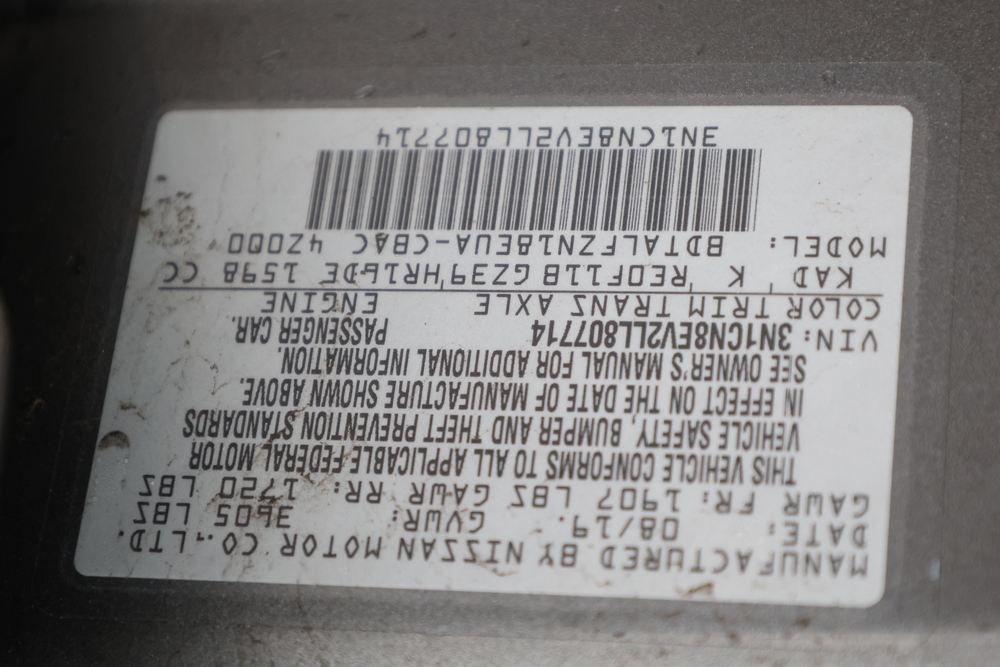 MANUFACTURED BY NISSAN MOTOR CO., LTD.
DATE: 08/19. GVWR: 3605 LBS
GAWR FR: 1907 LBS GAWR RR: 1720 LBS
THIS VEHICLE CONFORMS TO ALL APPLICABLE FEDERAL MOTOR
VEHICLE SAFETY, BUMPER AND THEFT PREVENTION STANDARDS
IN EFFECT ON THE DATE OF MANUFACTURE SHOWN ABOVE.
SEE OWNER'S MANUAL FOR ADDITIONAL INFORMATION.
VIN: 3N1CN8EV2LL807714 PASSENGER CAR.
COLOR TRIM TRANS AXLE ENGINE
KAD K RE0F11B GZ39 HR16DE 1598 CC
MODEL: BDTALFZN18EUA-CBAC 4Z000
3N1CN8EV2LL807714